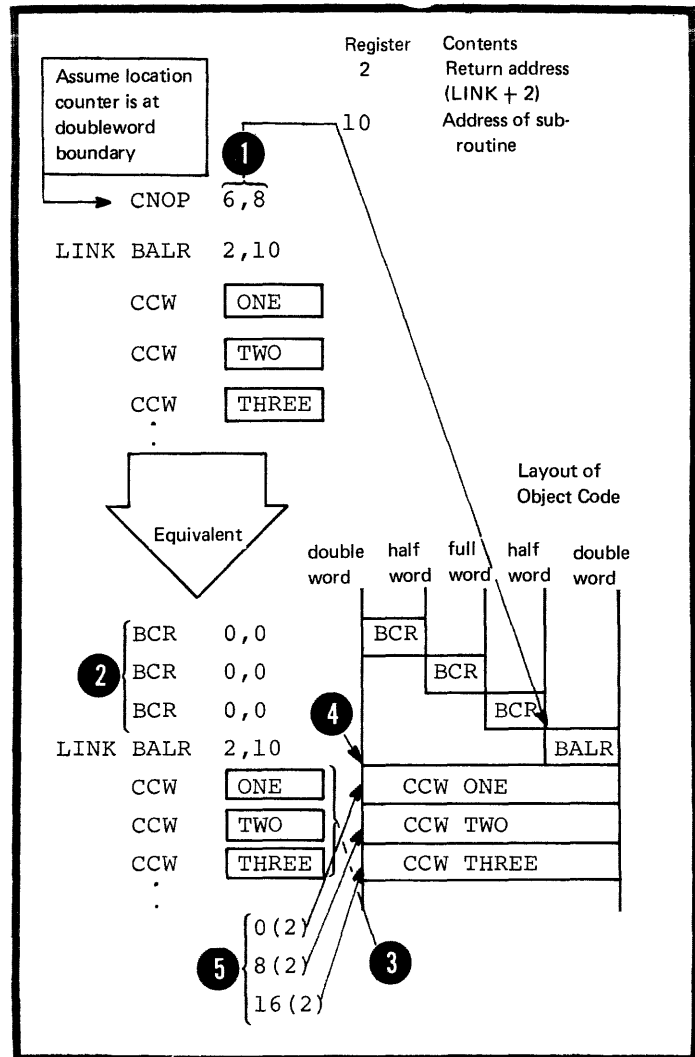 Register Contents
2 Return address
(LINK + 2)
10 Address of sub-
routine
Assume location
counter is at
doubleword
boundary
1
CNOP 6,8
LINK BALR 2,10
CCW ONE
CCW TWO
CCW THREE
.
.
Equivalent
Layout of
Object Code
double half full half double
word word word word word
2
BCR 0,0
BCR 0,0
BCR 0,0
LINK BALR 2,10
CCW ONE
CCW TWO
CCW THREE
.
.
BCR
BCR
BCR
BALR
4
CCW ONE
CCW TWO
CCW THREE
5
0(2)
8(2)
16(2)
3